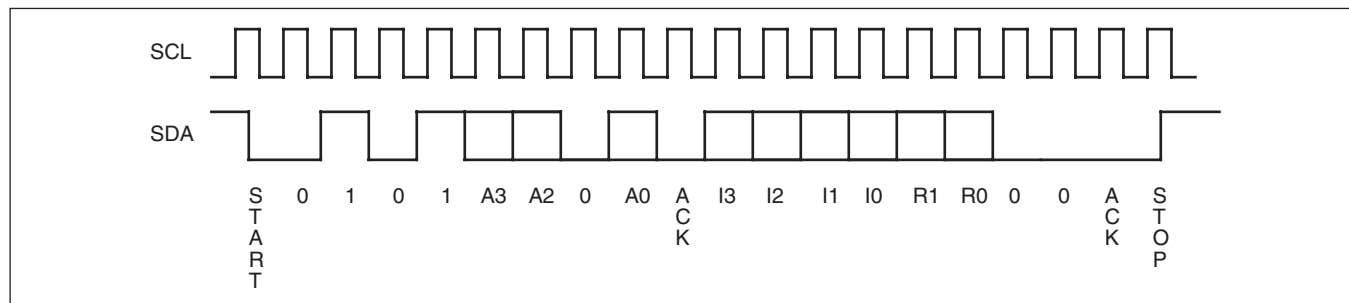 SCL
SDA
START 0 1 0 1 A3 A2 0 A0 ACK I3 I2 I1 I0 R1 R0 0 0 ACK STOP